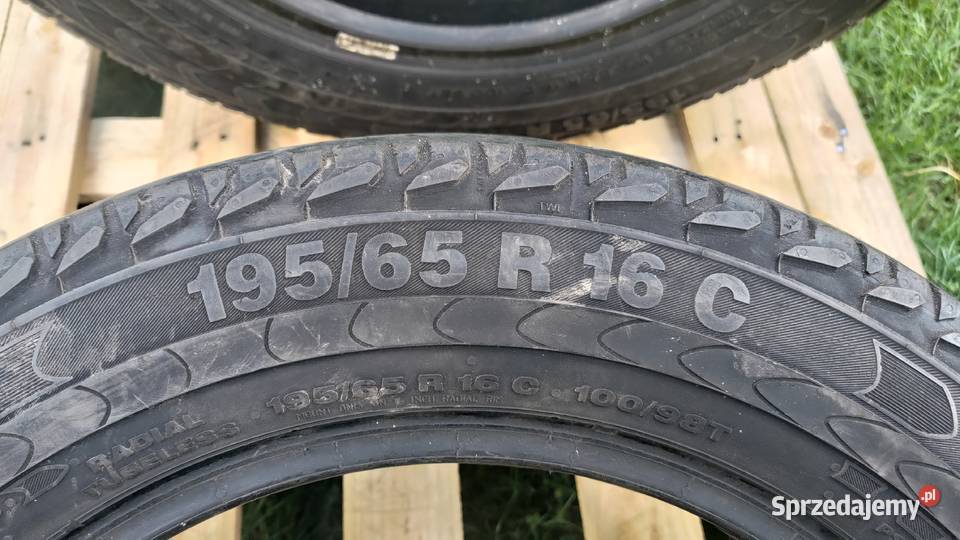 TWI
195/65 R 16 C
195/65 R 16 C · 100/98T
RADIAL
TUBELESS
Sprzedajemy.pl